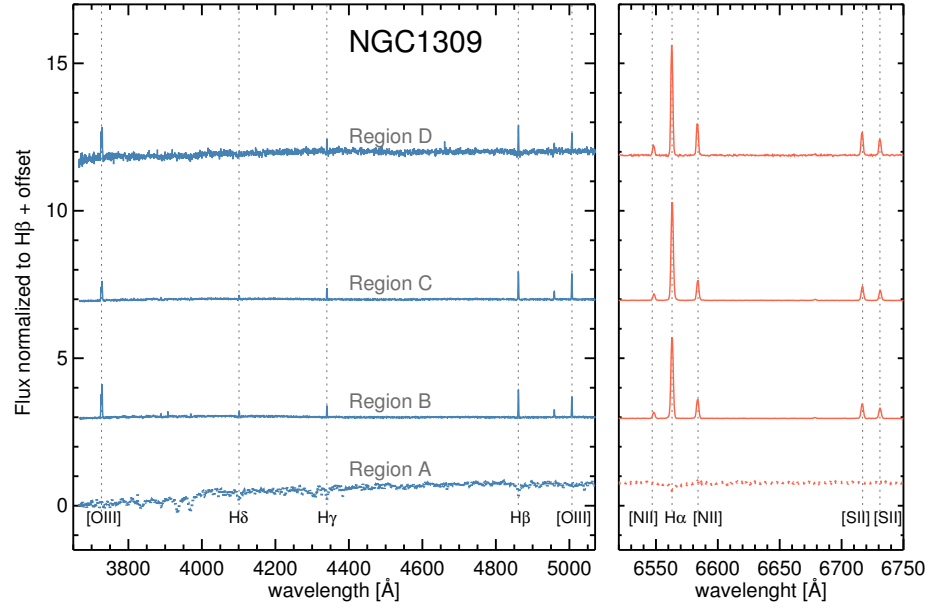 NGC1309
15
10
5
0
Flux normalized to Hβ + offset
Region D
Region C
Region B
Region A
[OIII] Hδ Hγ Hβ [OIII]
[NII] Hα [NII] [SII] [SII]
3800 4000 4200 4400 4600 4800 5000
6550 6600 6650 6700 6750
wavelength [Å]
wavelenght [Å]